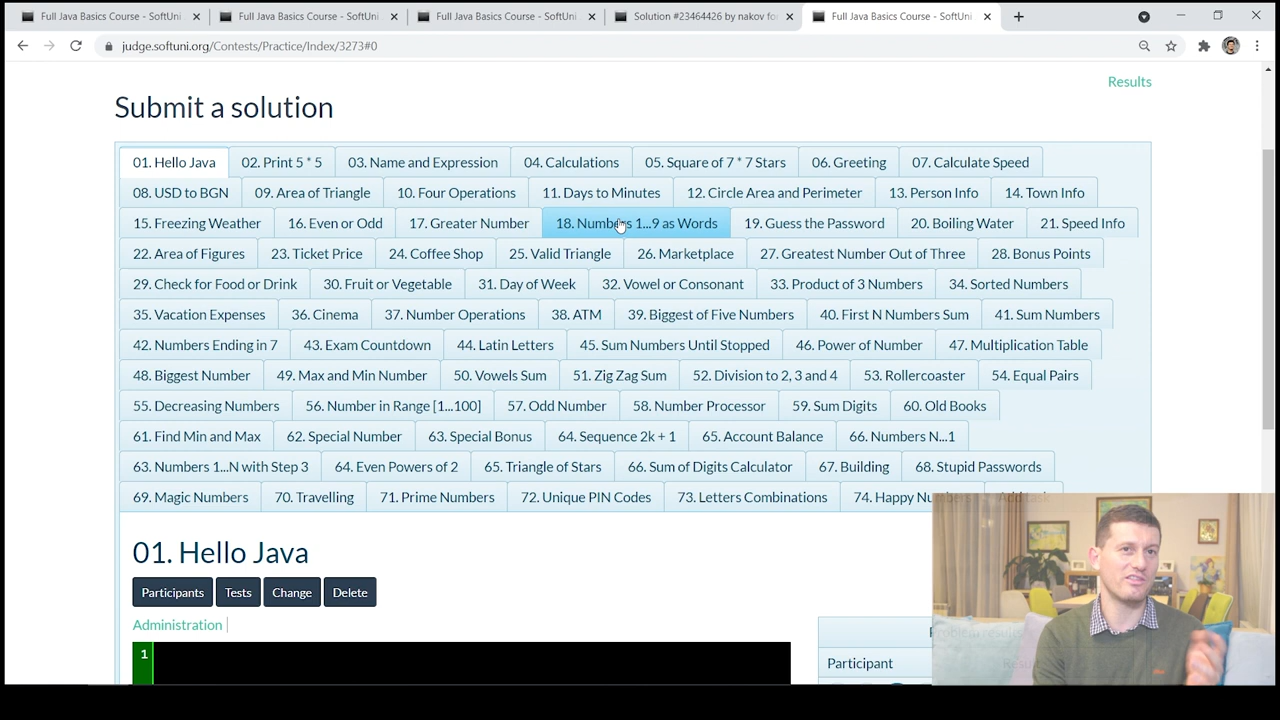 Full Java Basics Course - SoftUni Full Java Basics Course - SoftUni Full Java Basics Course - SoftUni Solution #23464426 by nakov for Full Java Basics Course - SoftUni
judge.softuni.org/Contests/Practice/Index/3273#0
Results
Submit a solution
01. Hello Java 02. Print 5 * 5 03. Name and Expression 04. Calculations 05. Square of 7 * 7 Stars 06. Greeting 07. Calculate Speed
08. USD to BGN 09. Area of Triangle 10. Four Operations 11. Days to Minutes 12. Circle Area and Perimeter 13. Person Info 14. Town Info
15. Freezing Weather 16. Even or Odd 17. Greater Number 18. Numbers 1...9 as Words 19. Guess the Password 20. Boiling Water 21. Speed Info
22. Area of Figures 23. Ticket Price 24. Coffee Shop 25. Valid Triangle 26. Marketplace 27. Greatest Number Out of Three 28. Bonus Points
29. Check for Food or Drink 30. Fruit or Vegetable 31. Day of Week 32. Vowel or Consonant 33. Product of 3 Numbers 34. Sorted Numbers
35. Vacation Expenses 36. Cinema 37. Number Operations 38. ATM 39. Biggest of Five Numbers 40. First N Numbers Sum 41. Sum Numbers
42. Numbers Ending in 7 43. Exam Countdown 44. Latin Letters 45. Sum Numbers Until Stopped 46. Power of Number 47. Multiplication Table
48. Biggest Number 49. Max and Min Number 50. Vowels Sum 51. Zig Zag Sum 52. Division to 2, 3 and 4 53. Rollercoaster 54. Equal Pairs
55. Decreasing Numbers 56. Number in Range [1...100] 57. Odd Number 58. Number Processor 59. Sum Digits 60. Old Books
61. Find Min and Max 62. Special Number 63. Special Bonus 64. Sequence 2k + 1 65. Account Balance 66. Numbers N...1
63. Numbers 1...N with Step 3 64. Even Powers of 2 65. Triangle of Stars 66. Sum of Digits Calculator 67. Building 68. Stupid Passwords
69. Magic Numbers 70. Travelling 71. Prime Numbers 72. Unique PIN Codes 73. Letters Combinations 74. Happy Numbers
01. Hello Java
Participants Tests Change Delete
Administration
1
Participant